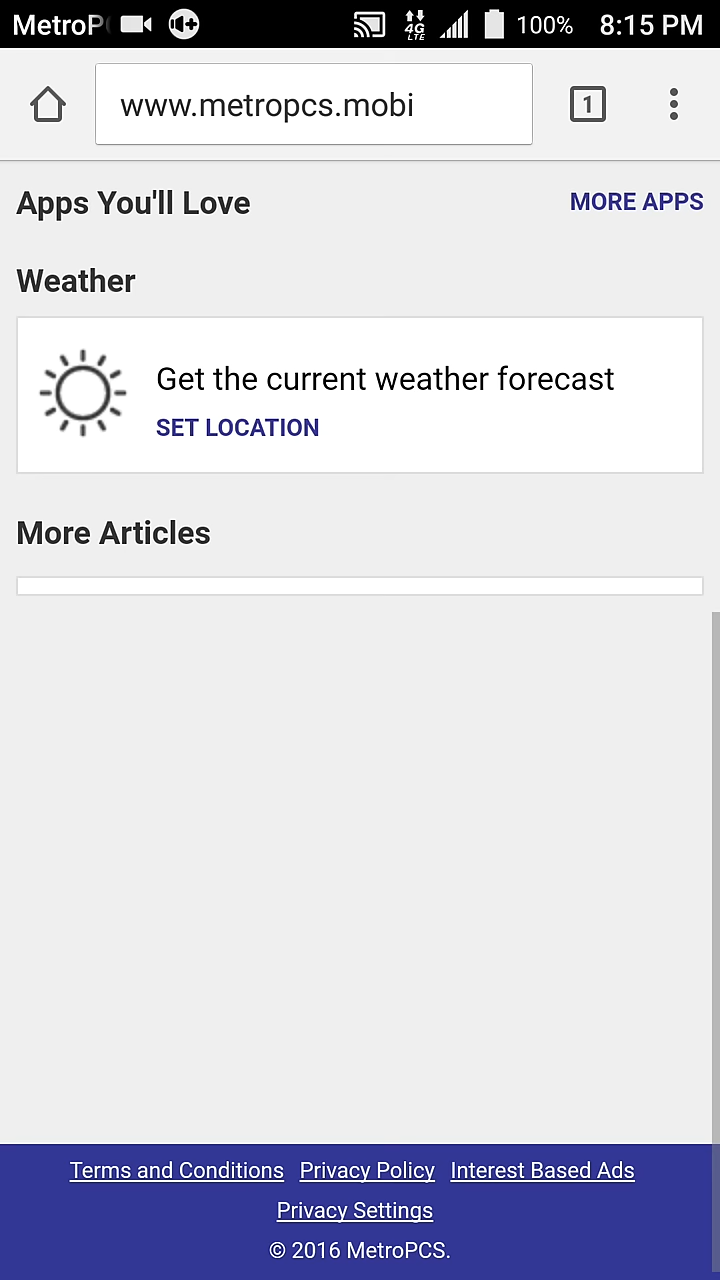 MetroP 4G LTE 100% 8:15 PM
www.metropcs.mobi 1
Apps You'll Love MORE APPS
Weather
Get the current weather forecast
SET LOCATION
More Articles
Terms and Conditions Privacy Policy Interest Based Ads
Privacy Settings
© 2016 MetroPCS.